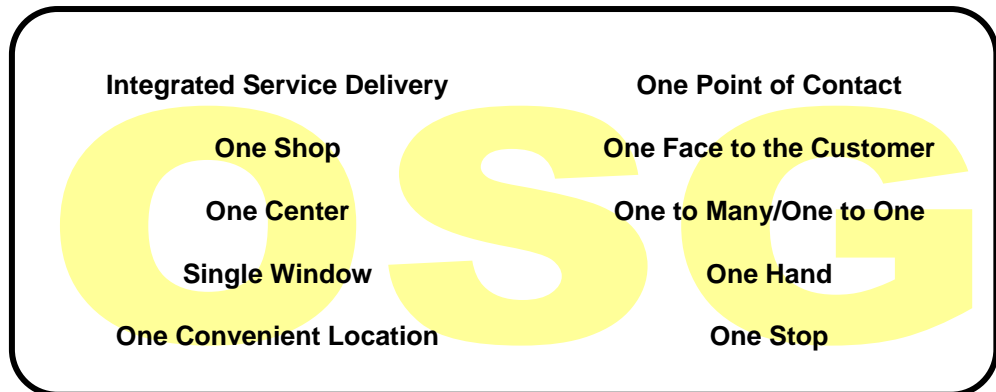 OSG
Integrated Service Delivery
One Shop
One Center
Single Window
One Convenient Location
One Point of Contact
One Face to the Customer
One to Many/One to One
One Hand
One Stop